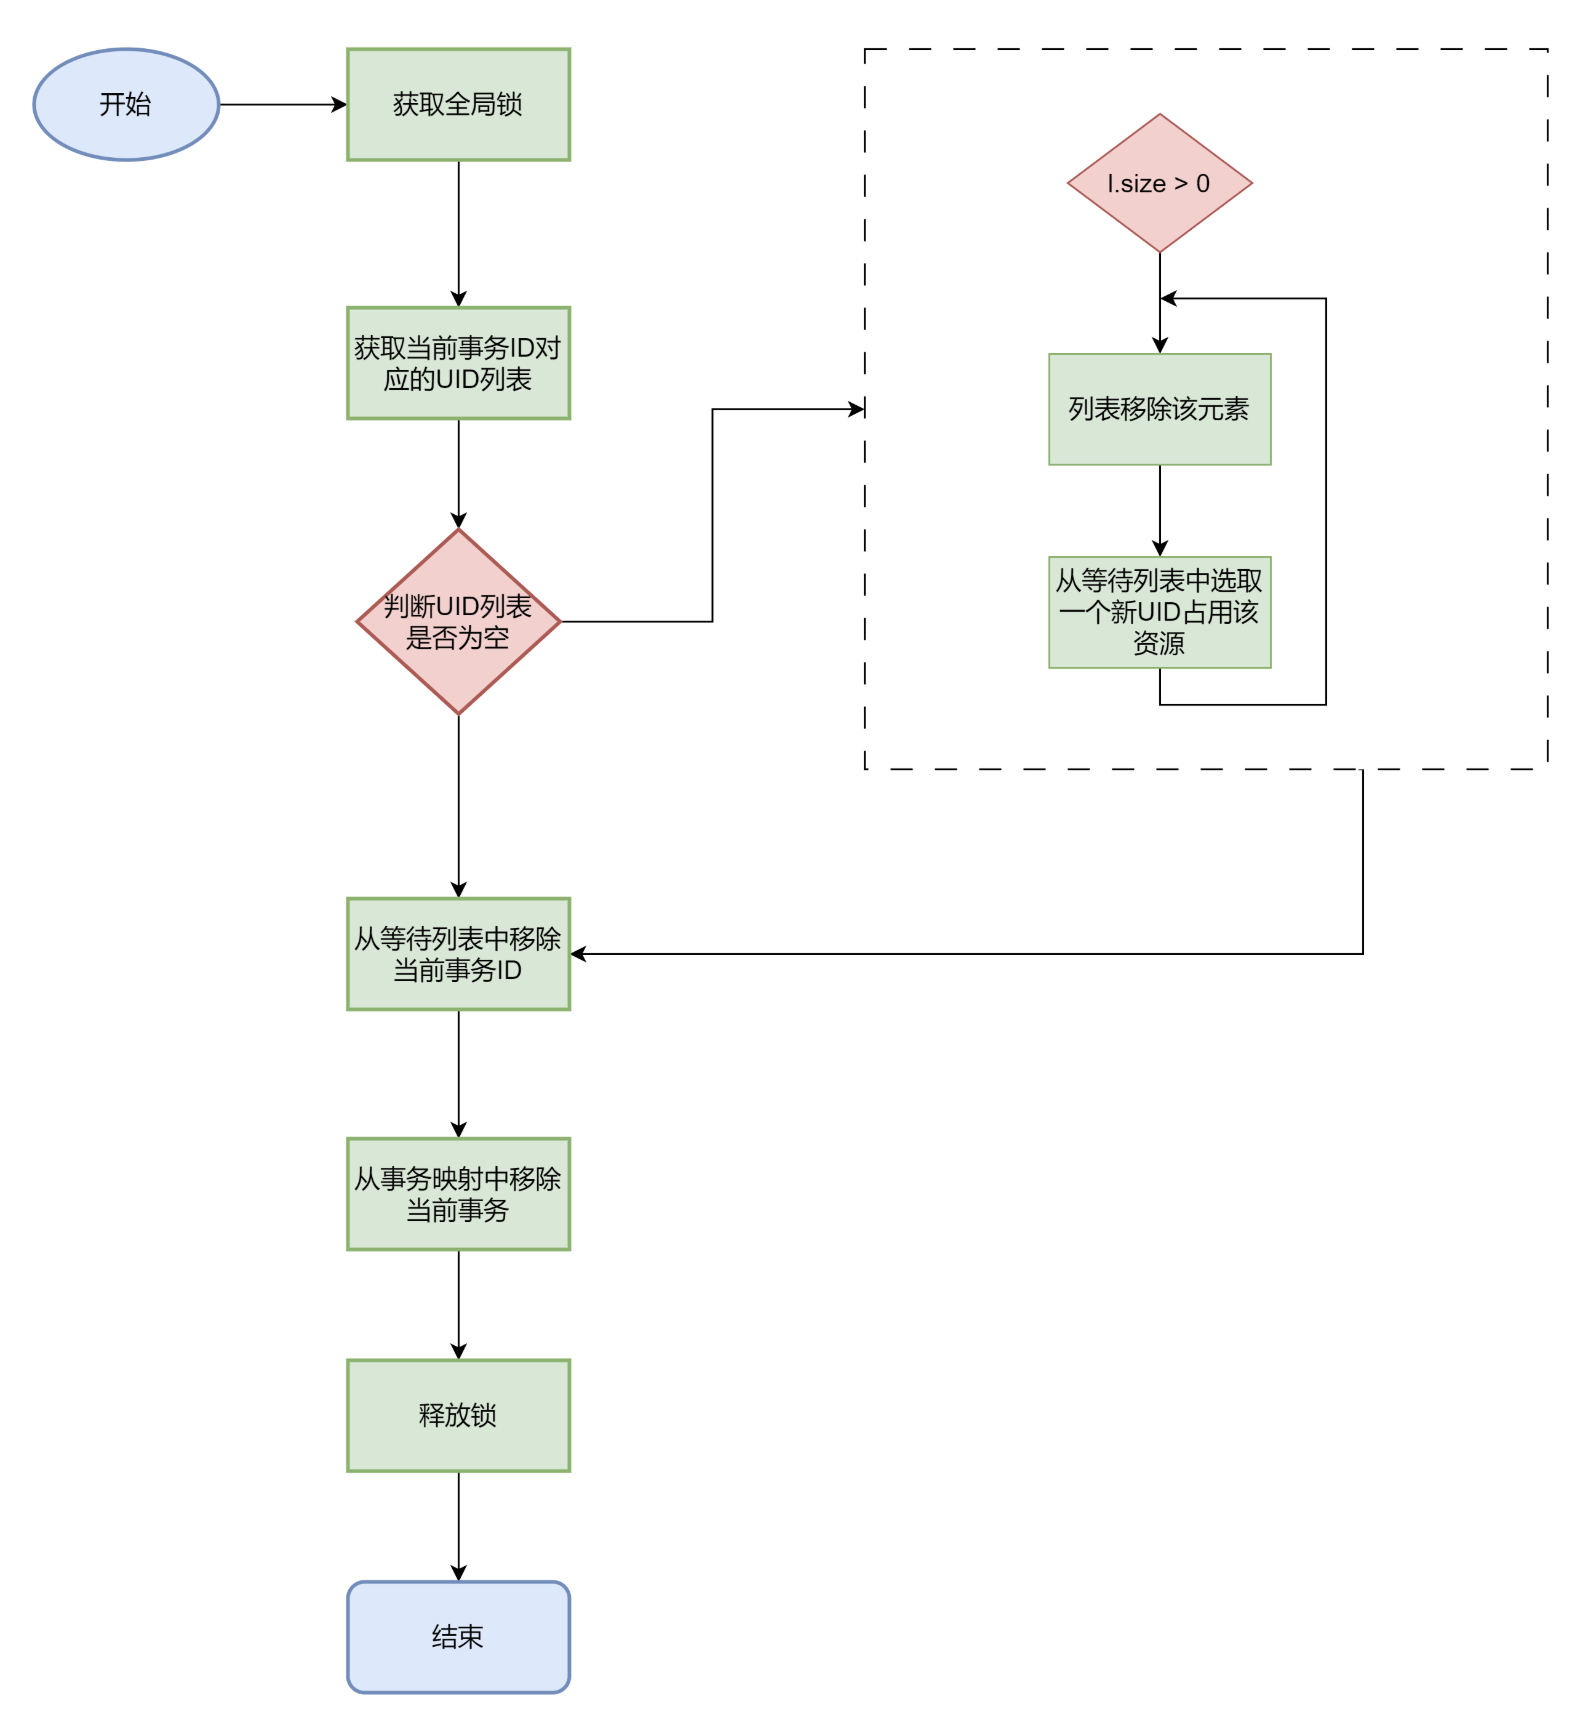 开始
获取全局锁
获取当前事务ID对
应的UID列表
判断UID列表
是否为空
l.size > 0
列表移除该元素
从等待列表中选取
一个新UID占用该
资源
从等待列表中移除
当前事务ID
从事务映射中移除
当前事务
释放锁
结束